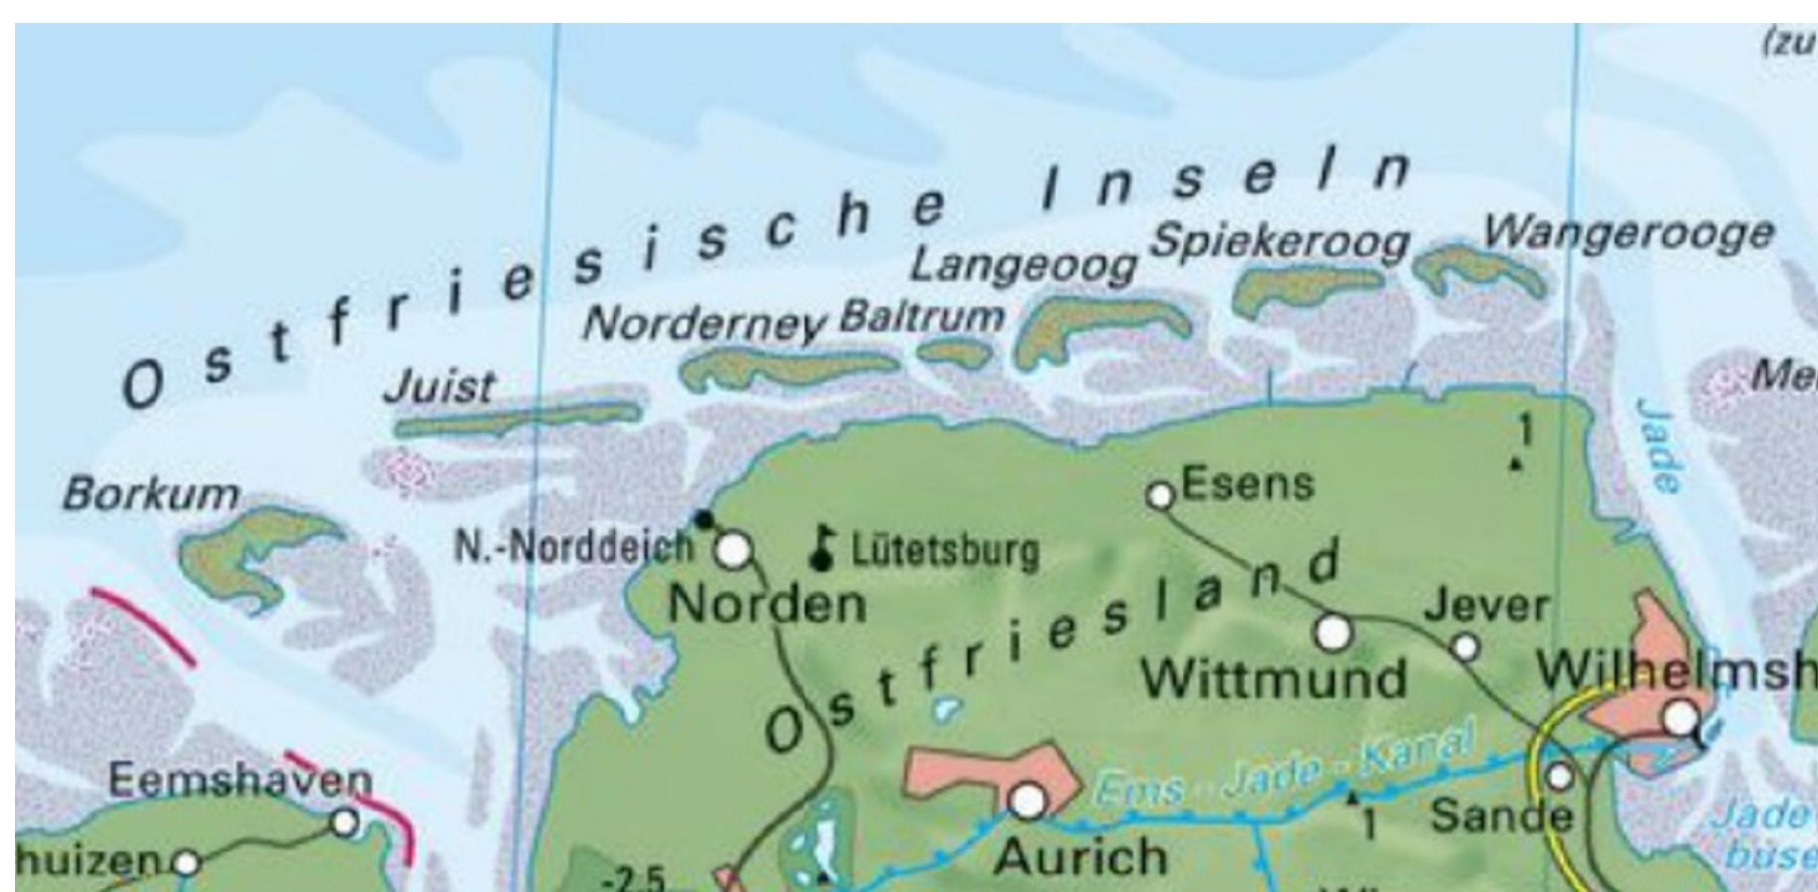 (zu
Ostfriesische Inseln
Wangerooge
Spiekeroog
Langeoog
Norderney
Baltrum
Juist
Borkum
Jade
1
Esens
N.-Norddeich
Lütetsburg
Norden
Ostfriesland
Jever
Wittmund
Wilhelmsh
Ems-Jade-Kanal
Eemshaven
Sande
1
Jade
buse
Aurich
huizen
-2.5